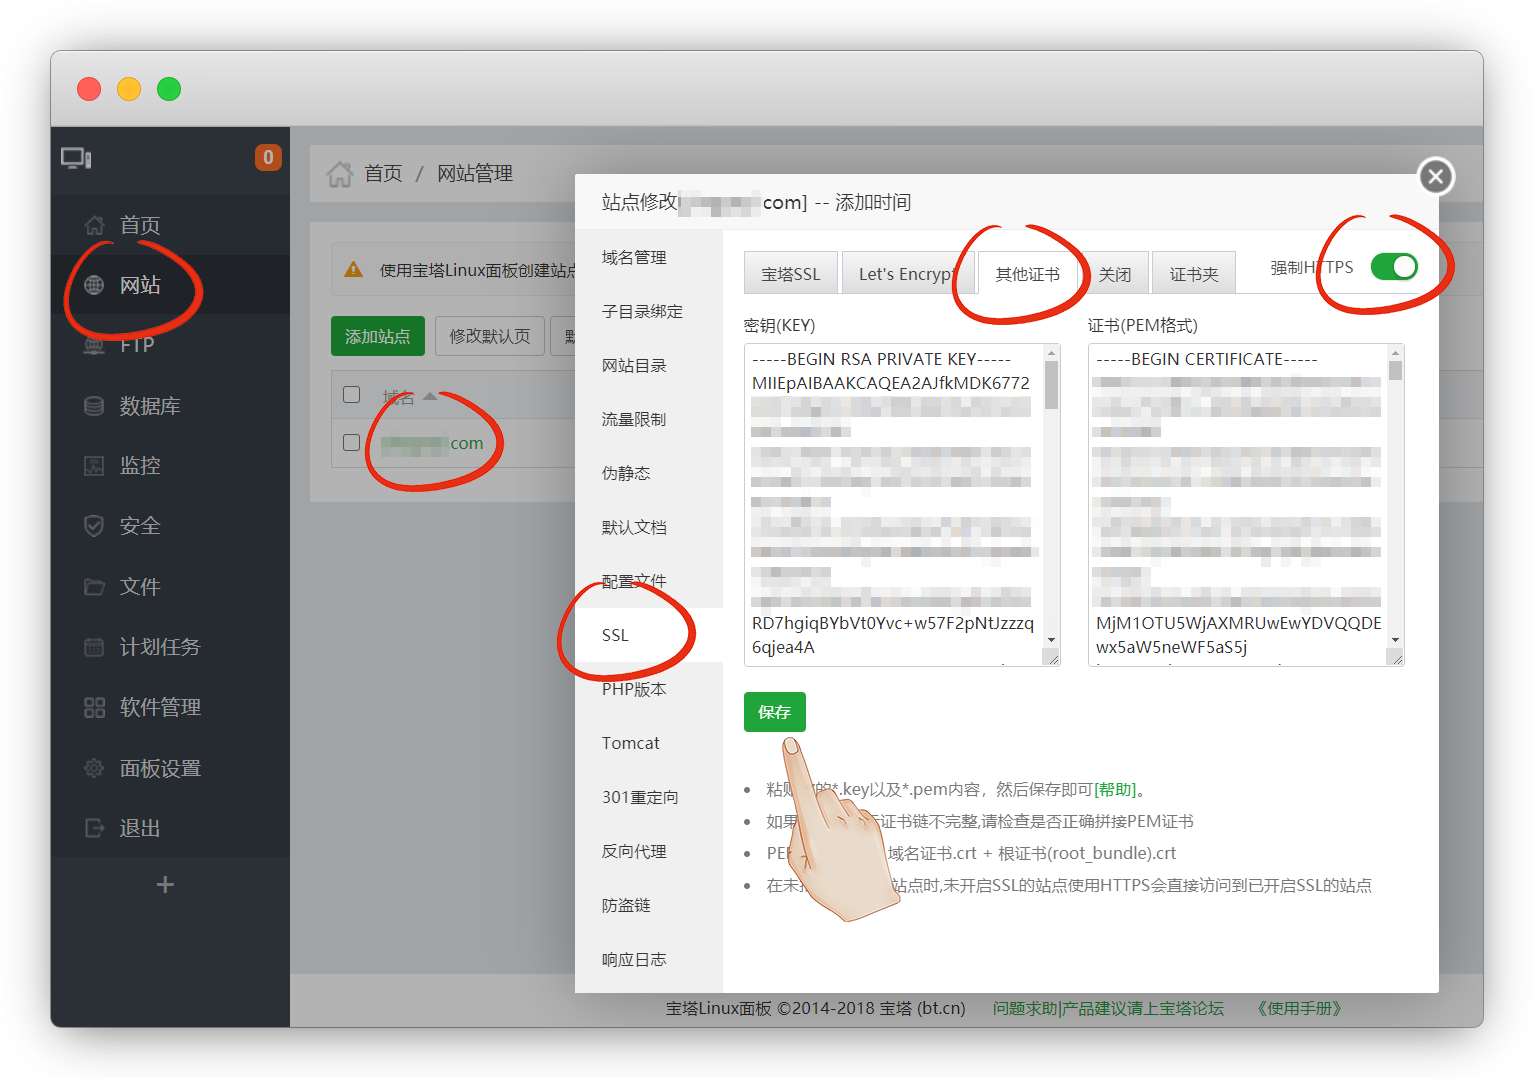 0
首页
网站
FTP
数据库
监控
安全
文件
计划任务
软件管理
面板设置
退出
首页 / 网站管理
使用宝塔Linux面板创建站点
添加站点
修改默认页
域名
com
站点修改 com] -- 添加时间
域名管理
子目录绑定
网站目录
流量限制
伪静态
默认文档
配置文件
SSL
PHP版本
Tomcat
301重定向
反向代理
防盗链
响应日志
宝塔SSL
Let's Encrypt
其他证书
关闭
证书夹
强制HTTPS
密钥(KEY)
-----BEGIN RSA PRIVATE KEY-----
MIIEpAIBAAKCAQEA2AJfkMDK6772
RD7hgiqBYbVt0Yvc+w57F2pNtJzzzq
6qjea4A
证书(PEM格式)
-----BEGIN CERTIFICATE-----
MjM1OTU5WjAXMRUwEwYDVQQDE
wx5aW5neWF5aS5j
保存
粘贴 的*.key以及*.pem内容，然后保存即可[帮助]。
如果 证书链不完整,请检查是否正确拼接PEM证书
域名证书.crt + 根证书(root_bundle).crt
在未 站点时,未开启SSL的站点使用HTTPS会直接访问到已开启SSL的站点
宝塔Linux面板 ©2014-2018 宝塔 (bt.cn) 问题求助|产品建议请上宝塔论坛 《使用手册》